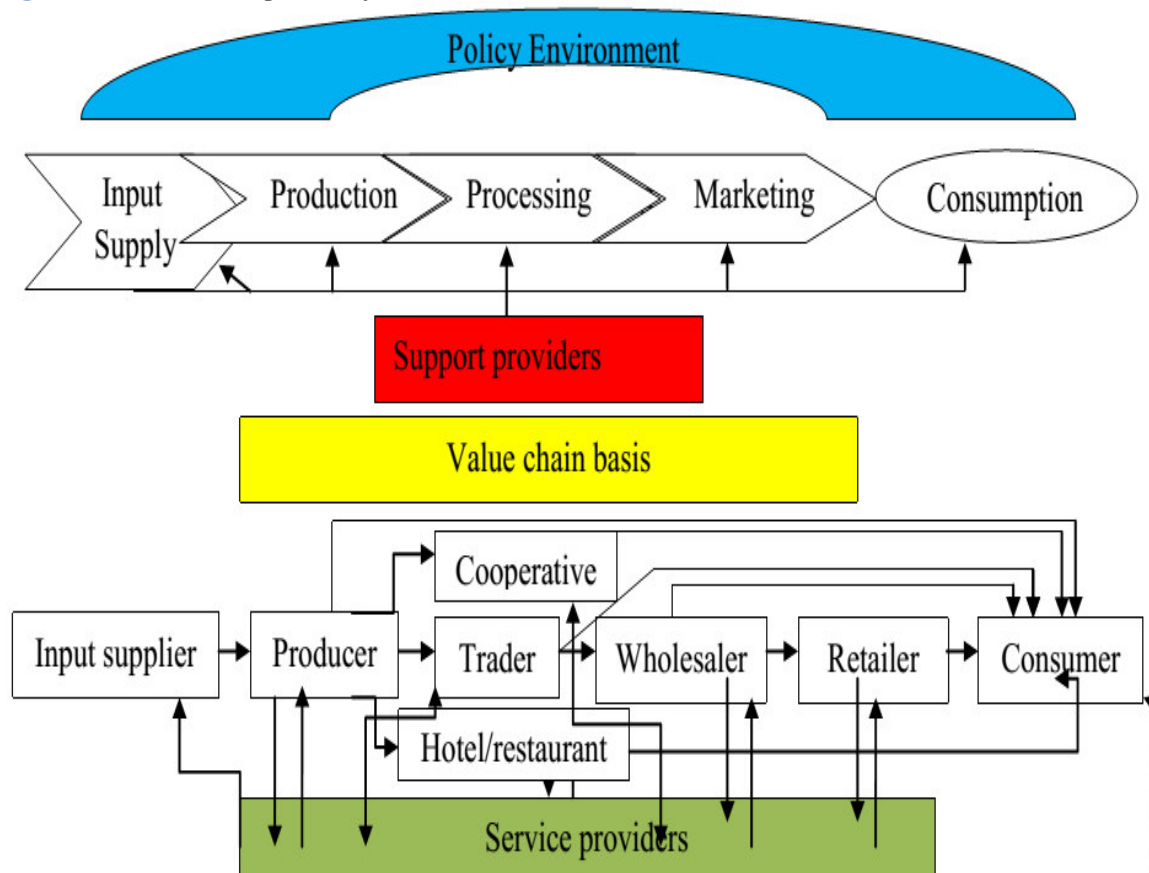 Policy Environment
Input
Supply
Production
Processing
Marketing
Consumption
Support providers
Value chain basis
Cooperative
Input supplier
Producer
Trader
Wholesaler
Retailer
Consumer
Hotel/restaurant
Service providers